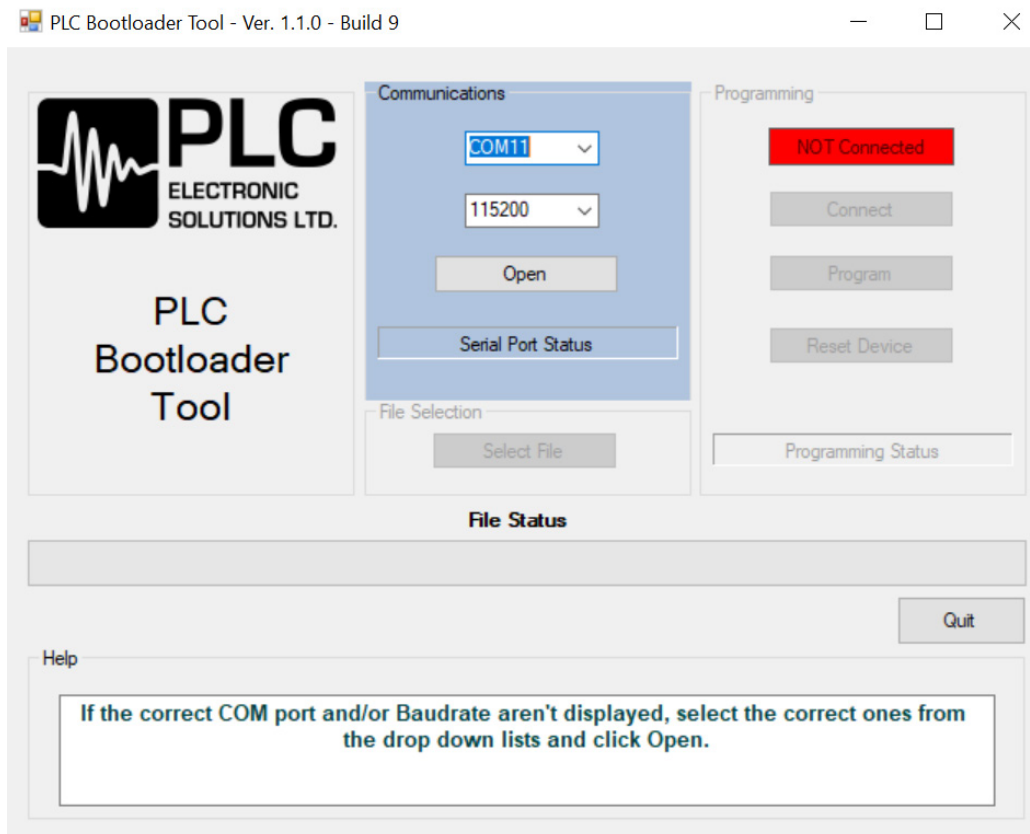 PLC Bootloader Tool - Ver. 1.1.0 - Build 9
PLC
ELECTRONIC
SOLUTIONS LTD.
PLC
Bootloader
Tool
Communications
COM11
115200
Open
Serial Port Status
File Selection
Select File
Programming
NOT Connected
Connect
Program
Reset Device
Programming Status
File Status
Quit
Help
If the correct COM port and/or Baudrate aren't displayed, select the correct ones from
the drop down lists and click Open.